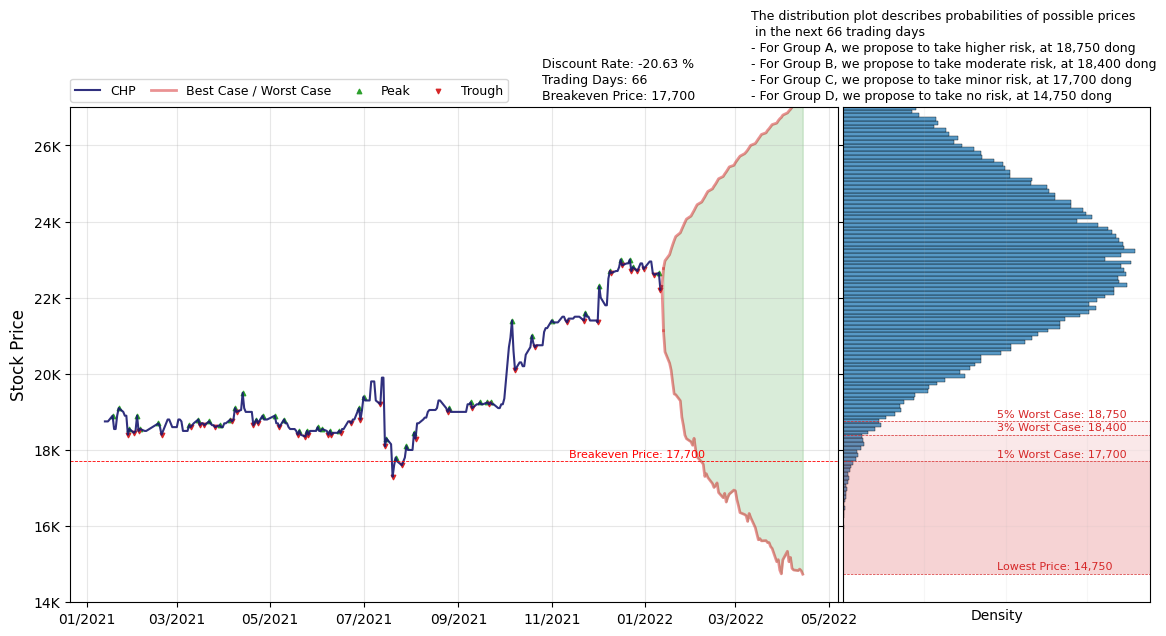 The distribution plot describes probabilities of possible prices
in the next 66 trading days
- For Group A, we propose to take higher risk, at 18,750 dong
- For Group B, we propose to take moderate risk, at 18,400 dong
- For Group C, we propose to take minor risk, at 17,700 dong
- For Group D, we propose to take no risk, at 14,750 dong
Discount Rate: -20.63 %
Trading Days: 66
Breakeven Price: 17,700
CHP
Best Case / Worst Case
Peak
Trough
Stock Price
26K
24K
22K
20K
18K
16K
14K
Breakeven Price: 17,700
01/2021
03/2021
05/2021
07/2021
09/2021
11/2021
01/2022
03/2022
05/2022
5% Worst Case: 18,750
3% Worst Case: 18,400
1% Worst Case: 17,700
Lowest Price: 14,750
Density